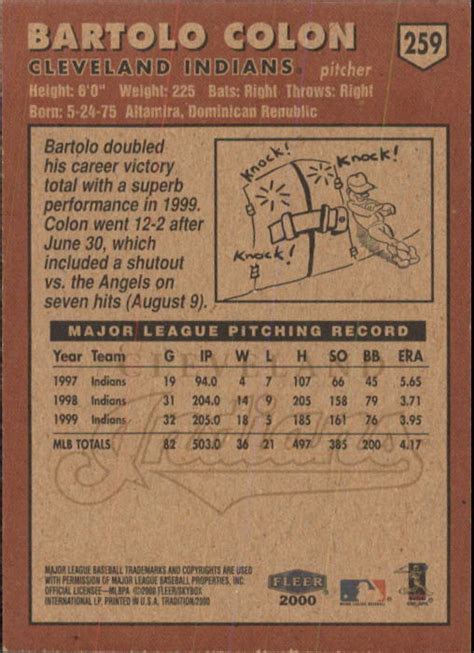 BARTOLO COLON 259
CLEVELAND INDIANS pitcher
Height: 6'0" Weight: 225 Bats: Right Throws: Right
Born: 5-24-75 Altamira, Dominican Republic
Bartolo doubled
his career victory
total with a superb
performance in 1999.
Colon went 12-2 after
June 30, which
included a shutout
vs. the Angels on
seven hits (August 9).
Knock!
Knock!
Knock!
MAJOR LEAGUE PITCHING RECORD
Year Team G IP W L H SO BB ERA
1997 Indians 19 94.0 4 7 107 66 45 5.65
1998 Indians 31 204.0 14 9 205 158 79 3.71
1999 Indians 32 205.0 18 5 185 161 76 3.95
MLB TOTALS 82 503.0 36 21 497 385 200 4.17
CLEVELAND
Indians
MAJOR LEAGUE BASEBALL TRADEMARKS AND COPYRIGHTS ARE USED
WITH PERMISSION OF MAJOR LEAGUE BASEBALL PROPERTIES, INC.
OFFICIAL LICENSEE—MLBPA ©2000 FLEER/SKYBOX
INTERNATIONAL LP. PRINTED IN U.S.A. TRADITION/2000
FLEER
2000